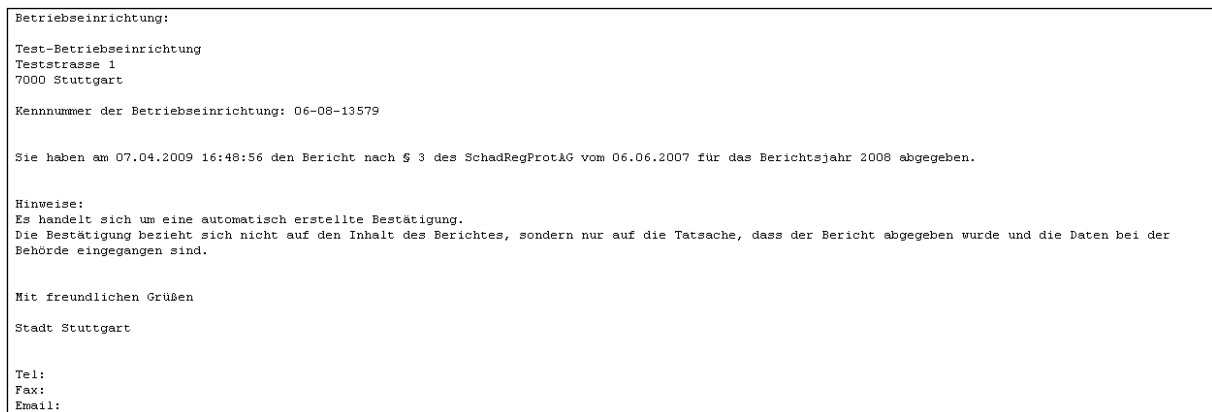 Betriebseinrichtung:
Test-Betriebseinrichtung
Teststrasse 1
7000 Stuttgart
Kennnummer der Betriebseinrichtung: 06-08-13579
Sie haben am 07.04.2009 16:48:56 den Bericht nach § 3 des SchadRegProtAG vom 06.06.2007 für das Berichtsjahr 2008 abgegeben.
Hinweise:
Es handelt sich um eine automatisch erstellte Bestätigung.
Die Bestätigung bezieht sich nicht auf den Inhalt des Berichtes, sondern nur auf die Tatsache, dass der Bericht abgegeben wurde und die Daten bei der
Behörde eingegangen sind.
Mit freundlichen Grüßen
Stadt Stuttgart
Tel:
Fax:
Email: